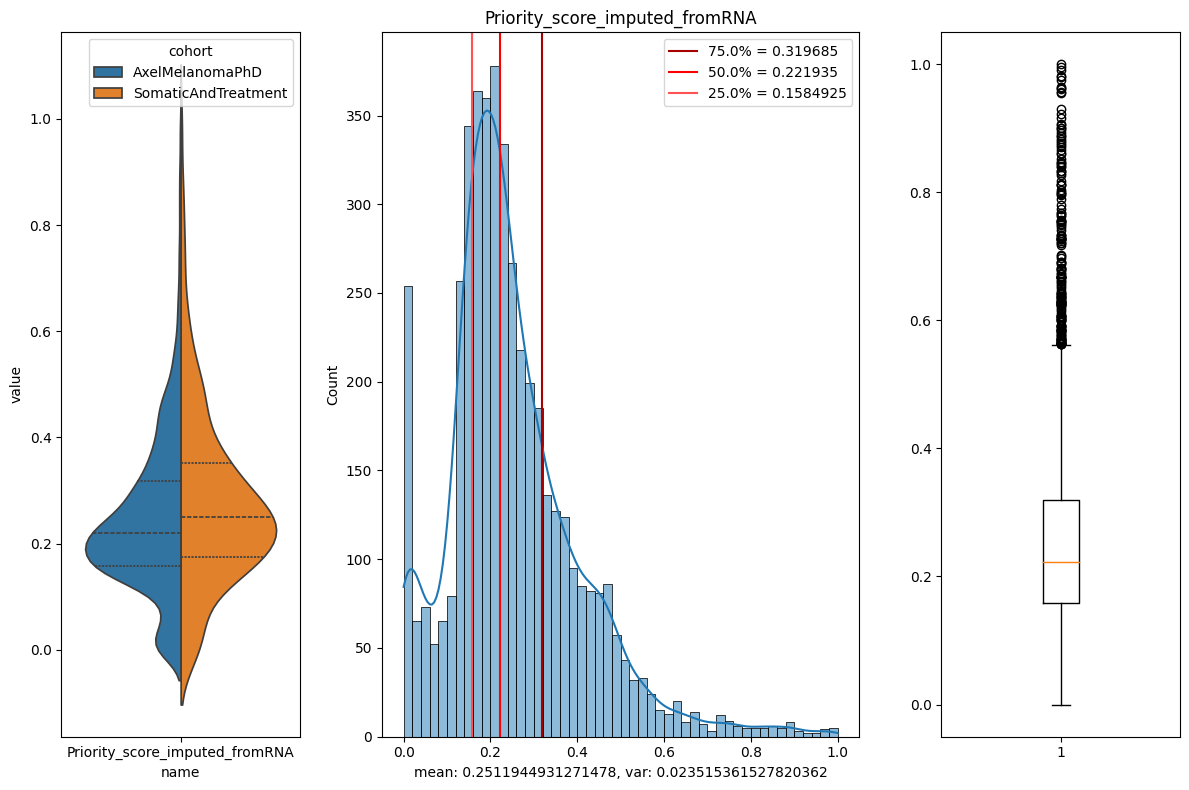 Priority_score_imputed_fromRNA
cohort
AxelMelanomaPhD
SomaticAndTreatment
value
1.0
0.8
0.6
0.4
0.2
0.0
Priority_score_imputed_fromRNA
name
75.0% = 0.319685
50.0% = 0.221935
25.0% = 0.1584925
Count
350
300
250
200
150
100
50
0
0.0 0.2 0.4 0.6 0.8 1.0
mean: 0.2511944931271478, var: 0.023515361527820362
1.0
0.8
0.6
0.4
0.2
0.0
1